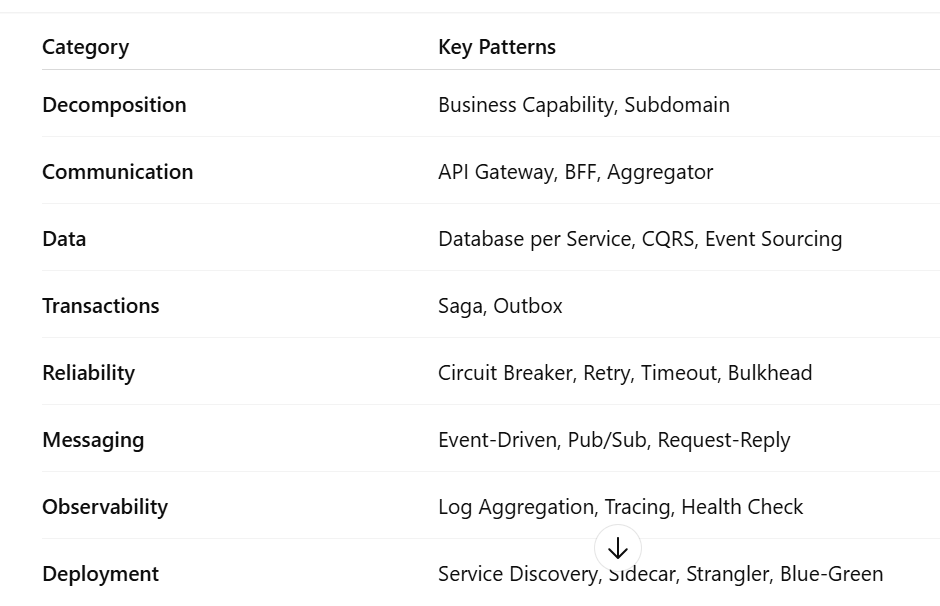 Category Key Patterns
Decomposition Business Capability, Subdomain
Communication API Gateway, BFF, Aggregator
Data Database per Service, CQRS, Event Sourcing
Transactions Saga, Outbox
Reliability Circuit Breaker, Retry, Timeout, Bulkhead
Messaging Event-Driven, Pub/Sub, Request-Reply
Observability Log Aggregation, Tracing, Health Check
Deployment Service Discovery, Sidecar, Strangler, Blue-Green